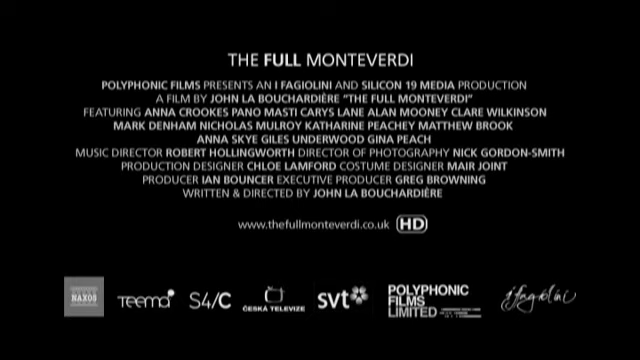 THE FULL MONTEVERDI
POLYPHONIC FILMS PRESENTS AN I FAGIOLINI AND SILICON 19 MEDIA PRODUCTION
A FILM BY JOHN LA BOUCHARDIÈRE "THE FULL MONTEVERDI"
FEATURING ANNA CROOKES PANO MASTI CARYS LANE ALAN MOONEY CLARE WILKINSON
MARK DENHAM NICHOLAS MULROY KATHARINE PEACHEY MATTHEW BROOK
ANNA SKYE GILES UNDERWOOD GINA PEACH
MUSIC DIRECTOR ROBERT HOLLINGWORTH DIRECTOR OF PHOTOGRAPHY NICK GORDON-SMITH
PRODUCTION DESIGNER CHLOE LAMFORD COSTUME DESIGNER MAIR JOINT
PRODUCER IAN BOUNCER EXECUTIVE PRODUCER GREG BROWNING
WRITTEN & DIRECTED BY JOHN LA BOUCHARDIÈRE
www.thefullmonteverdi.co.uk HD
NAXOS
Teema
S4/C
ČESKÁ TELEVIZE
svt
POLYPHONIC
FILMS
LIMITED
i fagiolini